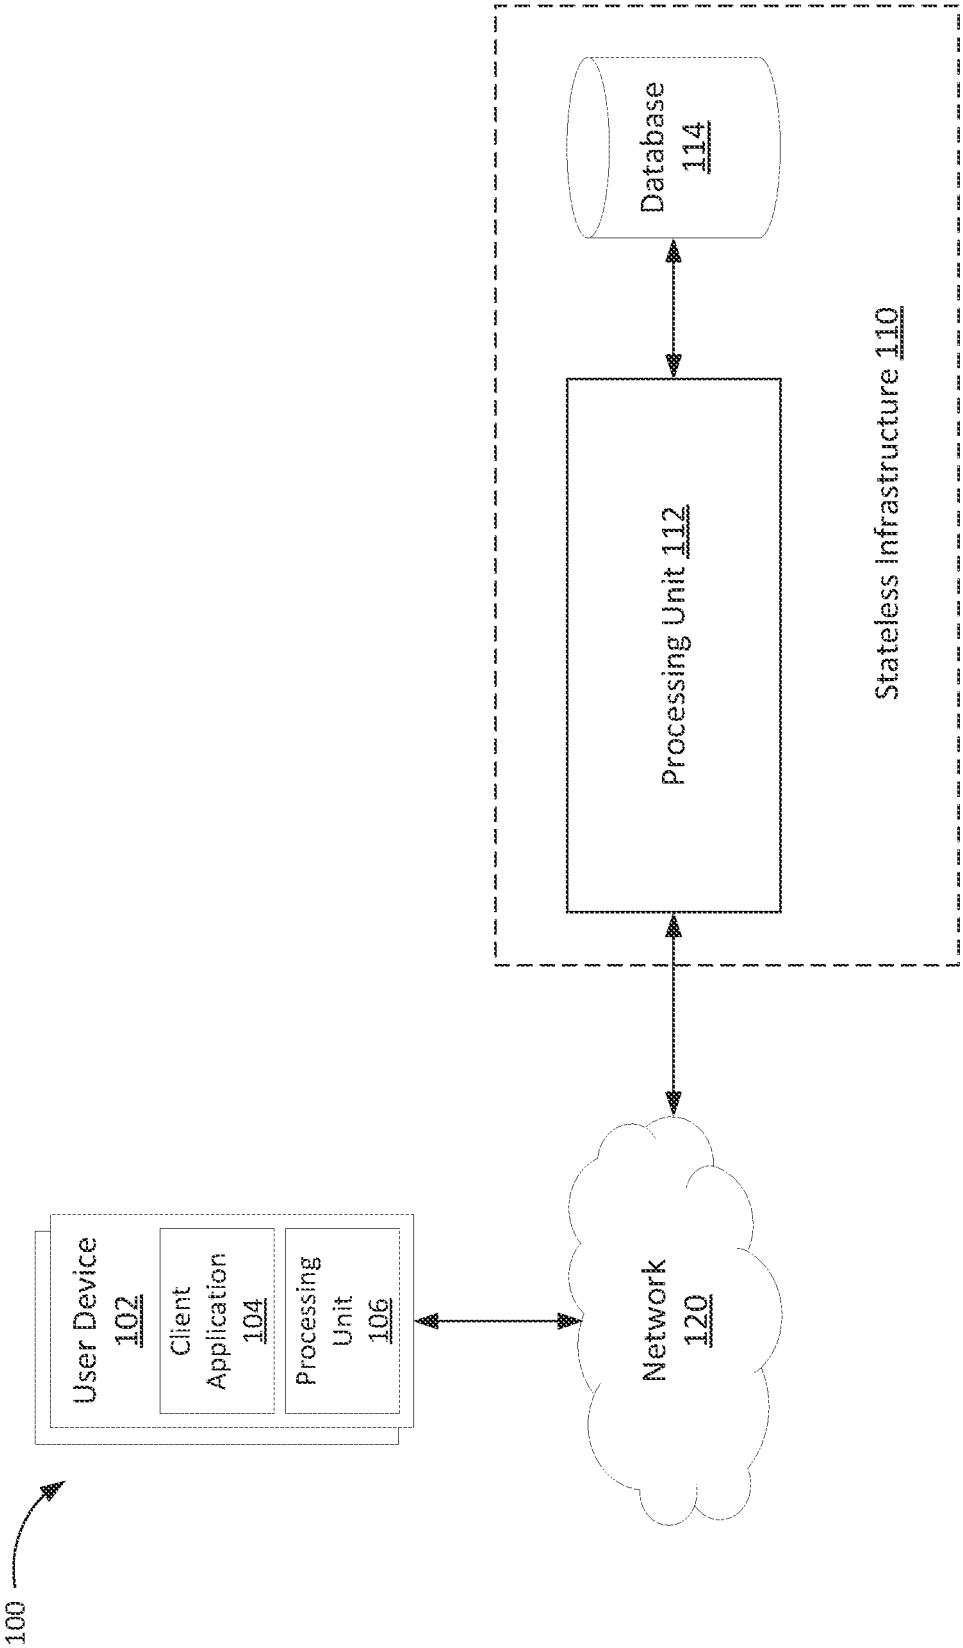 100
User Device
102
Client
Application
104
Processing
Unit
106
Network
120
Processing Unit 112
Database
114
Stateless Infrastructure 110